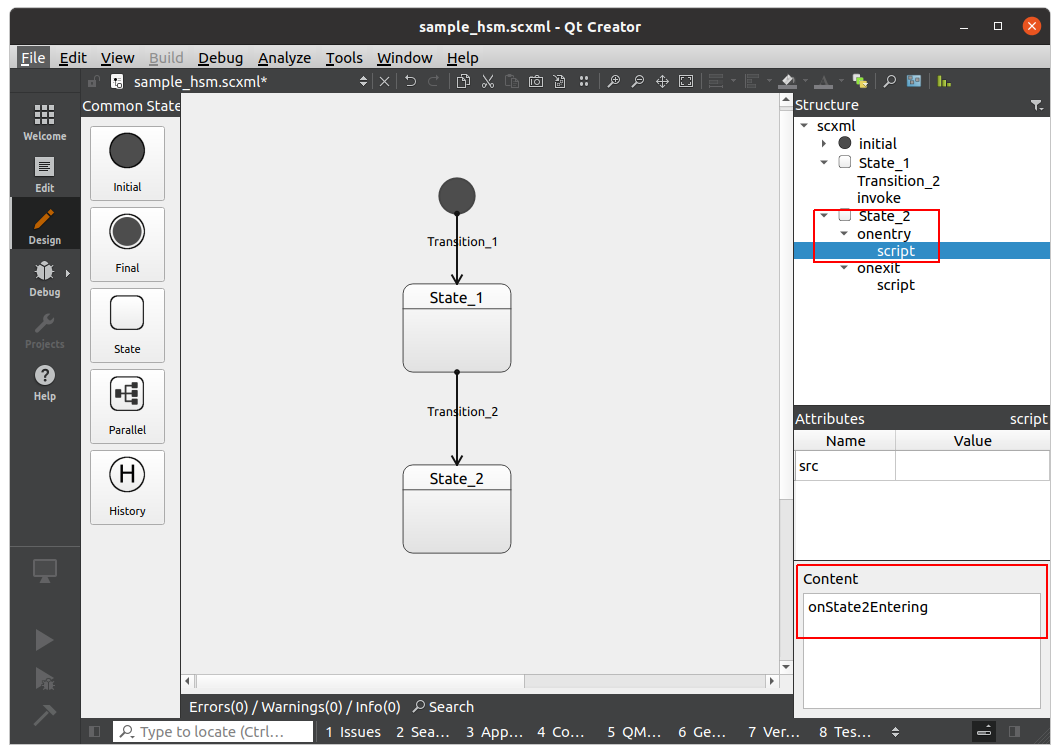 sample_hsm.scxml - Qt Creator
File Edit View Build Debug Analyze Tools Window Help
sample_hsm.scxml*
Welcome
Edit
Design
Debug
Projects
Help
Common State
Initial
Final
State
Parallel
H
History
Transition_1
State_1
Transition_2
State_2
Structure
scxml
initial
State_1
Transition_2
invoke
State_2
onentry
script
onexit
script
Attributes script
Name Value
src
Content
onState2Entering
Errors(0) / Warnings(0) / Info(0) Search
Type to locate (Ctrl... 1 Issues 2 Sea... 3 App... 4 Co... 5 QM... 6 Ge... 7 Ver... 8 Tes...